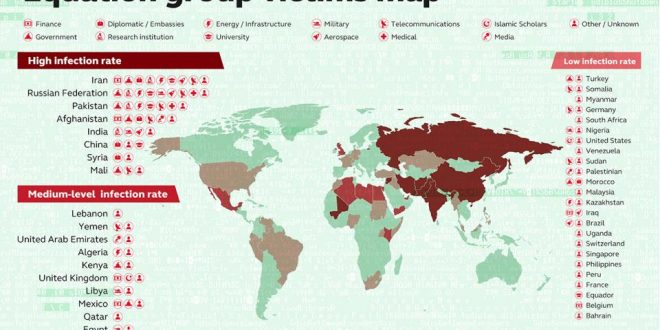 Equation group victims map
Finance
Diplomatic / Embassies
Energy / Infrastructure
Military
Telecommunications
Islamic Scholars
Other / Unknown
Government
Research institution
University
Aerospace
Medical
Media
High infection rate
Iran
Russian Federation
Pakistan
Afghanistan
India
China
Syria
Mali
Medium-level infection rate
Lebanon
Yemen
United Arab Emirates
Algeria
Kenya
United Kingdom
Libya
Mexico
Qatar
Egypt
Low infection rate
Turkey
Somalia
Myanmar
Germany
South Africa
Nigeria
United States
Venezuela
Sudan
Palestinian
Morocco
Malaysia
Kazakhstan
Iraq
Brazil
Uganda
Switzerland
Singapore
Philippines
Peru
France
Equador
Belgium
Bahrain